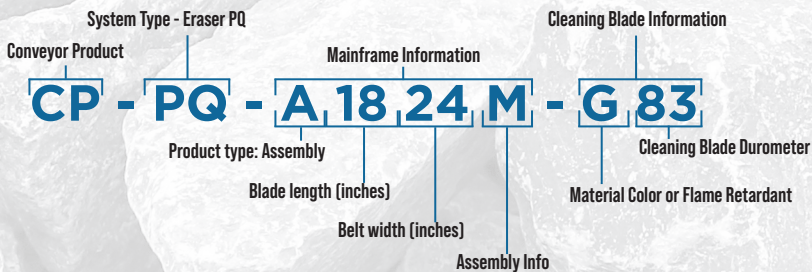 System Type - Eraser PQ
Cleaning Blade Information
Conveyor Product
Mainframe Information
CP - PQ - A 18 24 M - G 83
Product type: Assembly
Cleaning Blade Durometer
Blade length (inches)
Material Color or Flame Retardant
Belt width (inches)
Assembly Info